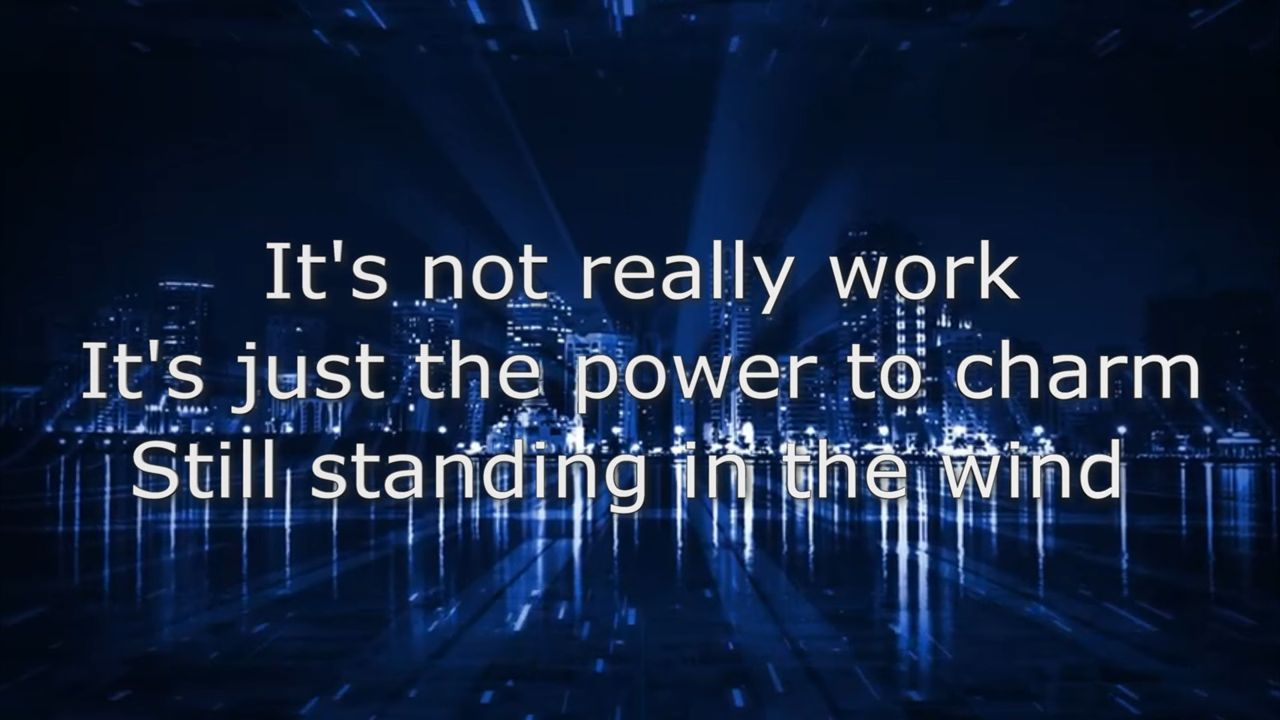 It's not really work
It's just the power to charm
Still standing in the wind